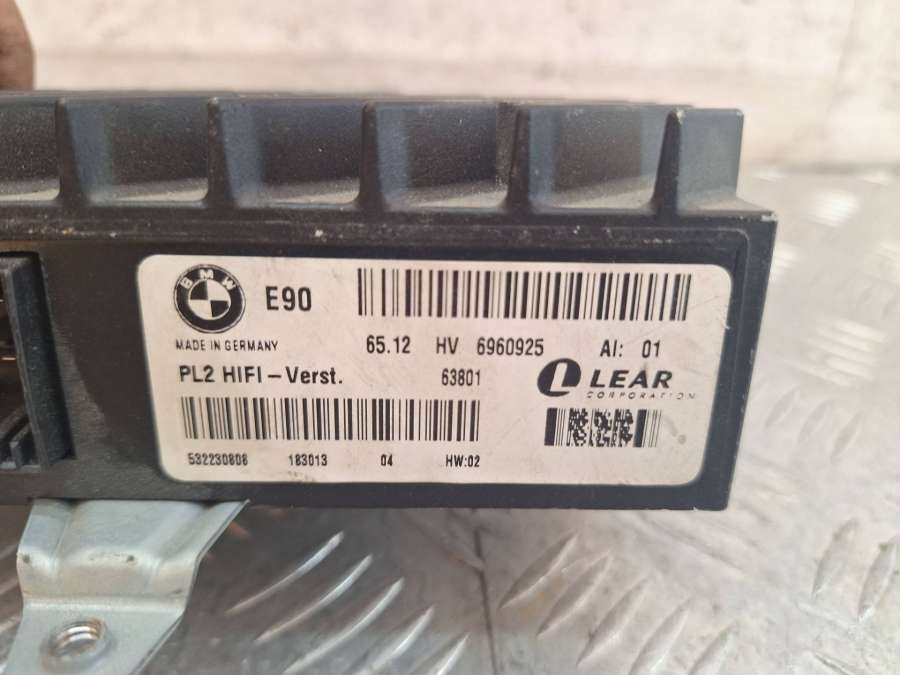 BMW
E90
MADE IN GERMANY
65.12 HV 6960925 AI: 01
PL2 HIFI-Verst. 63801
LEAR
CORPORATION
532230808 183013 04 HW:02